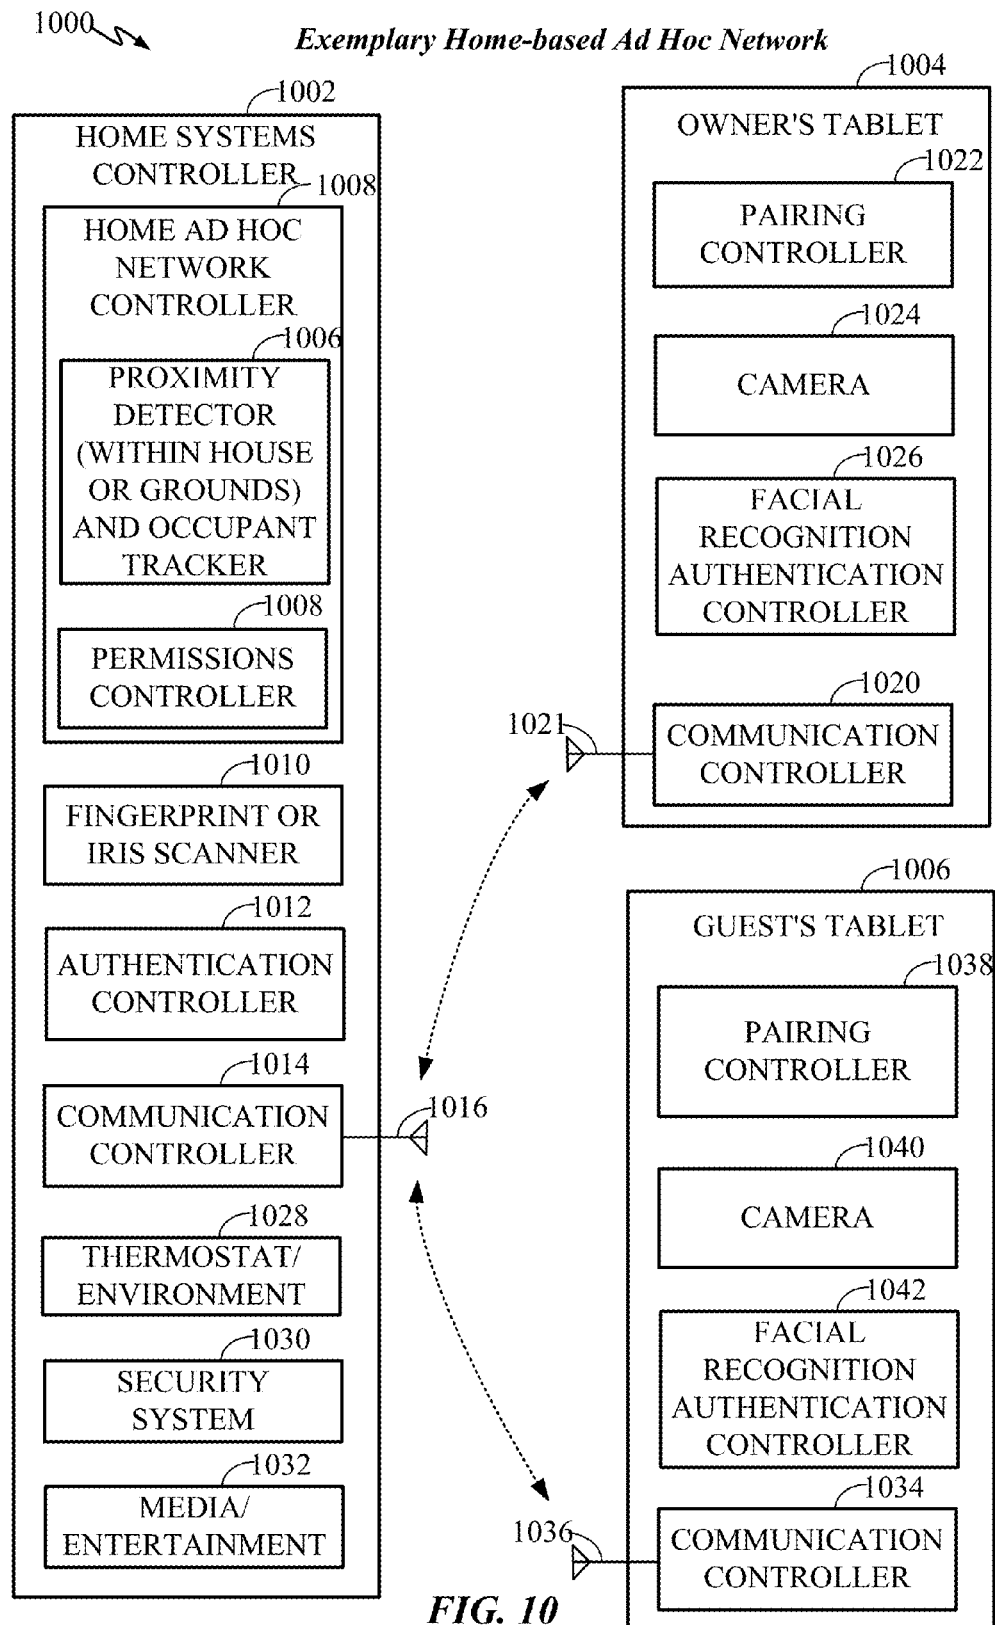 1000
Exemplary Home-based Ad Hoc Network
1002
HOME SYSTEMS
CONTROLLER
1008
HOME AD HOC
NETWORK
CONTROLLER
1006
PROXIMITY
DETECTOR
(WITHIN HOUSE
OR GROUNDS)
AND OCCUPANT
TRACKER
1008
PERMISSIONS
CONTROLLER
1010
FINGERPRINT OR
IRIS SCANNER
1012
AUTHENTICATION
CONTROLLER
1014
COMMUNICATION
CONTROLLER
1016
1028
THERMOSTAT/
ENVIRONMENT
1030
SECURITY
SYSTEM
1032
MEDIA/
ENTERTAINMENT
1004
OWNER'S TABLET
1022
PAIRING
CONTROLLER
1024
CAMERA
1026
FACIAL
RECOGNITION
AUTHENTICATION
CONTROLLER
1020
COMMUNICATION
CONTROLLER
1021
1006
GUEST'S TABLET
1038
PAIRING
CONTROLLER
1040
CAMERA
1042
FACIAL
RECOGNITION
AUTHENTICATION
CONTROLLER
1034
COMMUNICATION
CONTROLLER
1036
FIG. 10